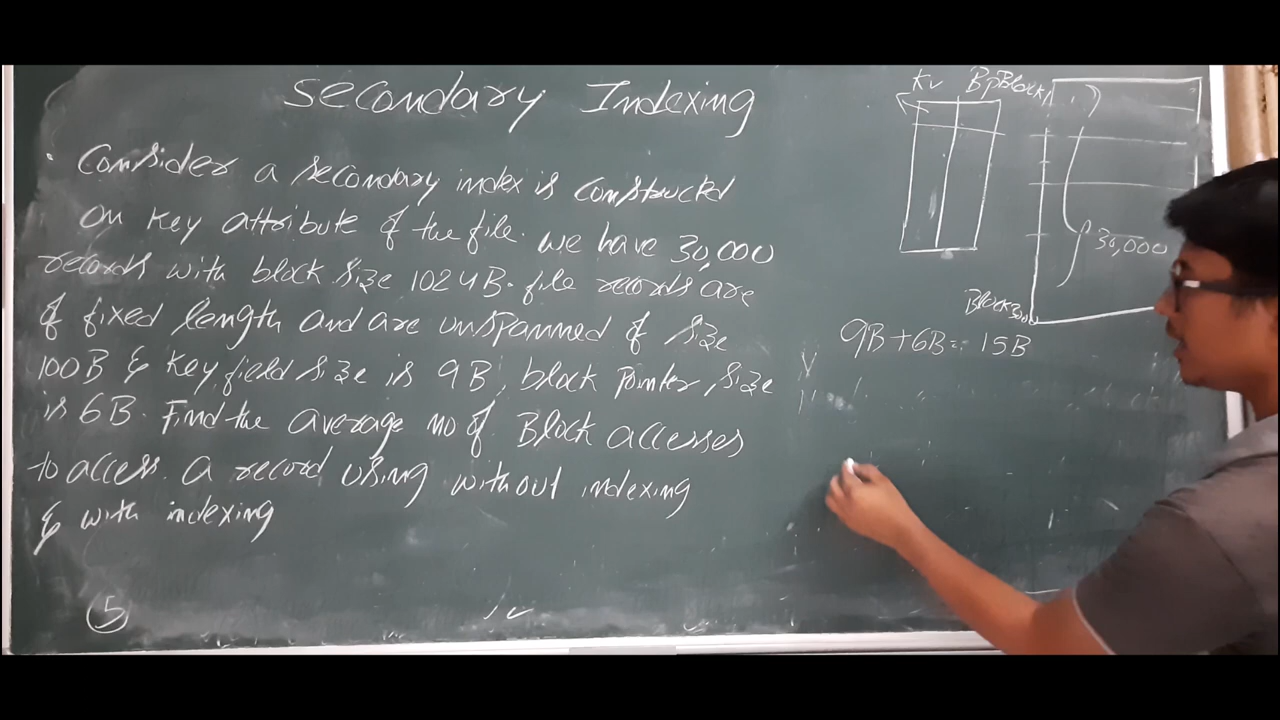 Secondary Indexing
Consider a secondary index is constructed
on key attribute of the file. We have 30,000
records with block size 1024B. file records are
of fixed length and are unspanned of size
100B & key field size is 9B, block pointer, size
is 6B. Find the average no of Block accesses
to access a record using without indexing
& with indexing
5
Kv Bp
Block1
30,000
9B+6B = 15B